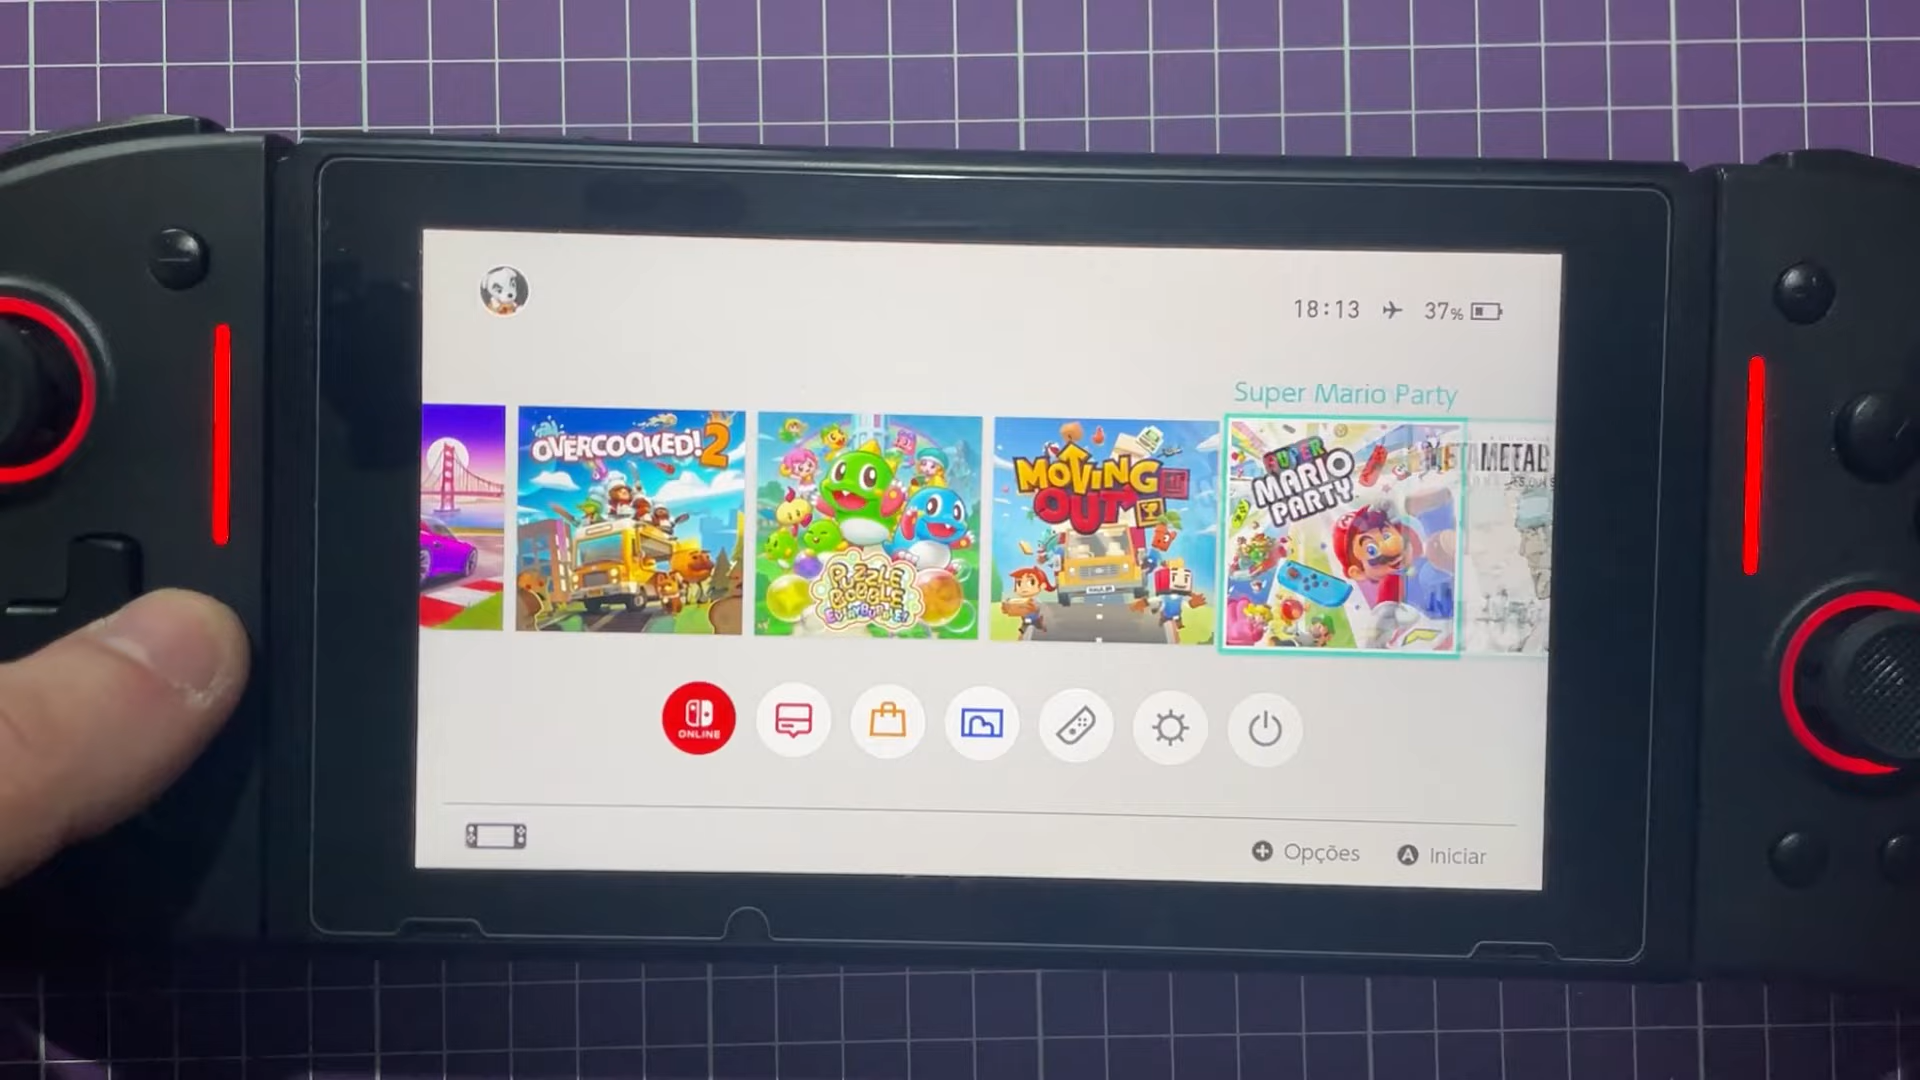 18:13 37%
Super Mario Party
OVERCOOKED! 2
PUZZLE BOBBLE EVERYBUBBLE!
MOVING OUT
SUPER MARIO PARTY
METAL
ONLINE
Opções
A Iniciar